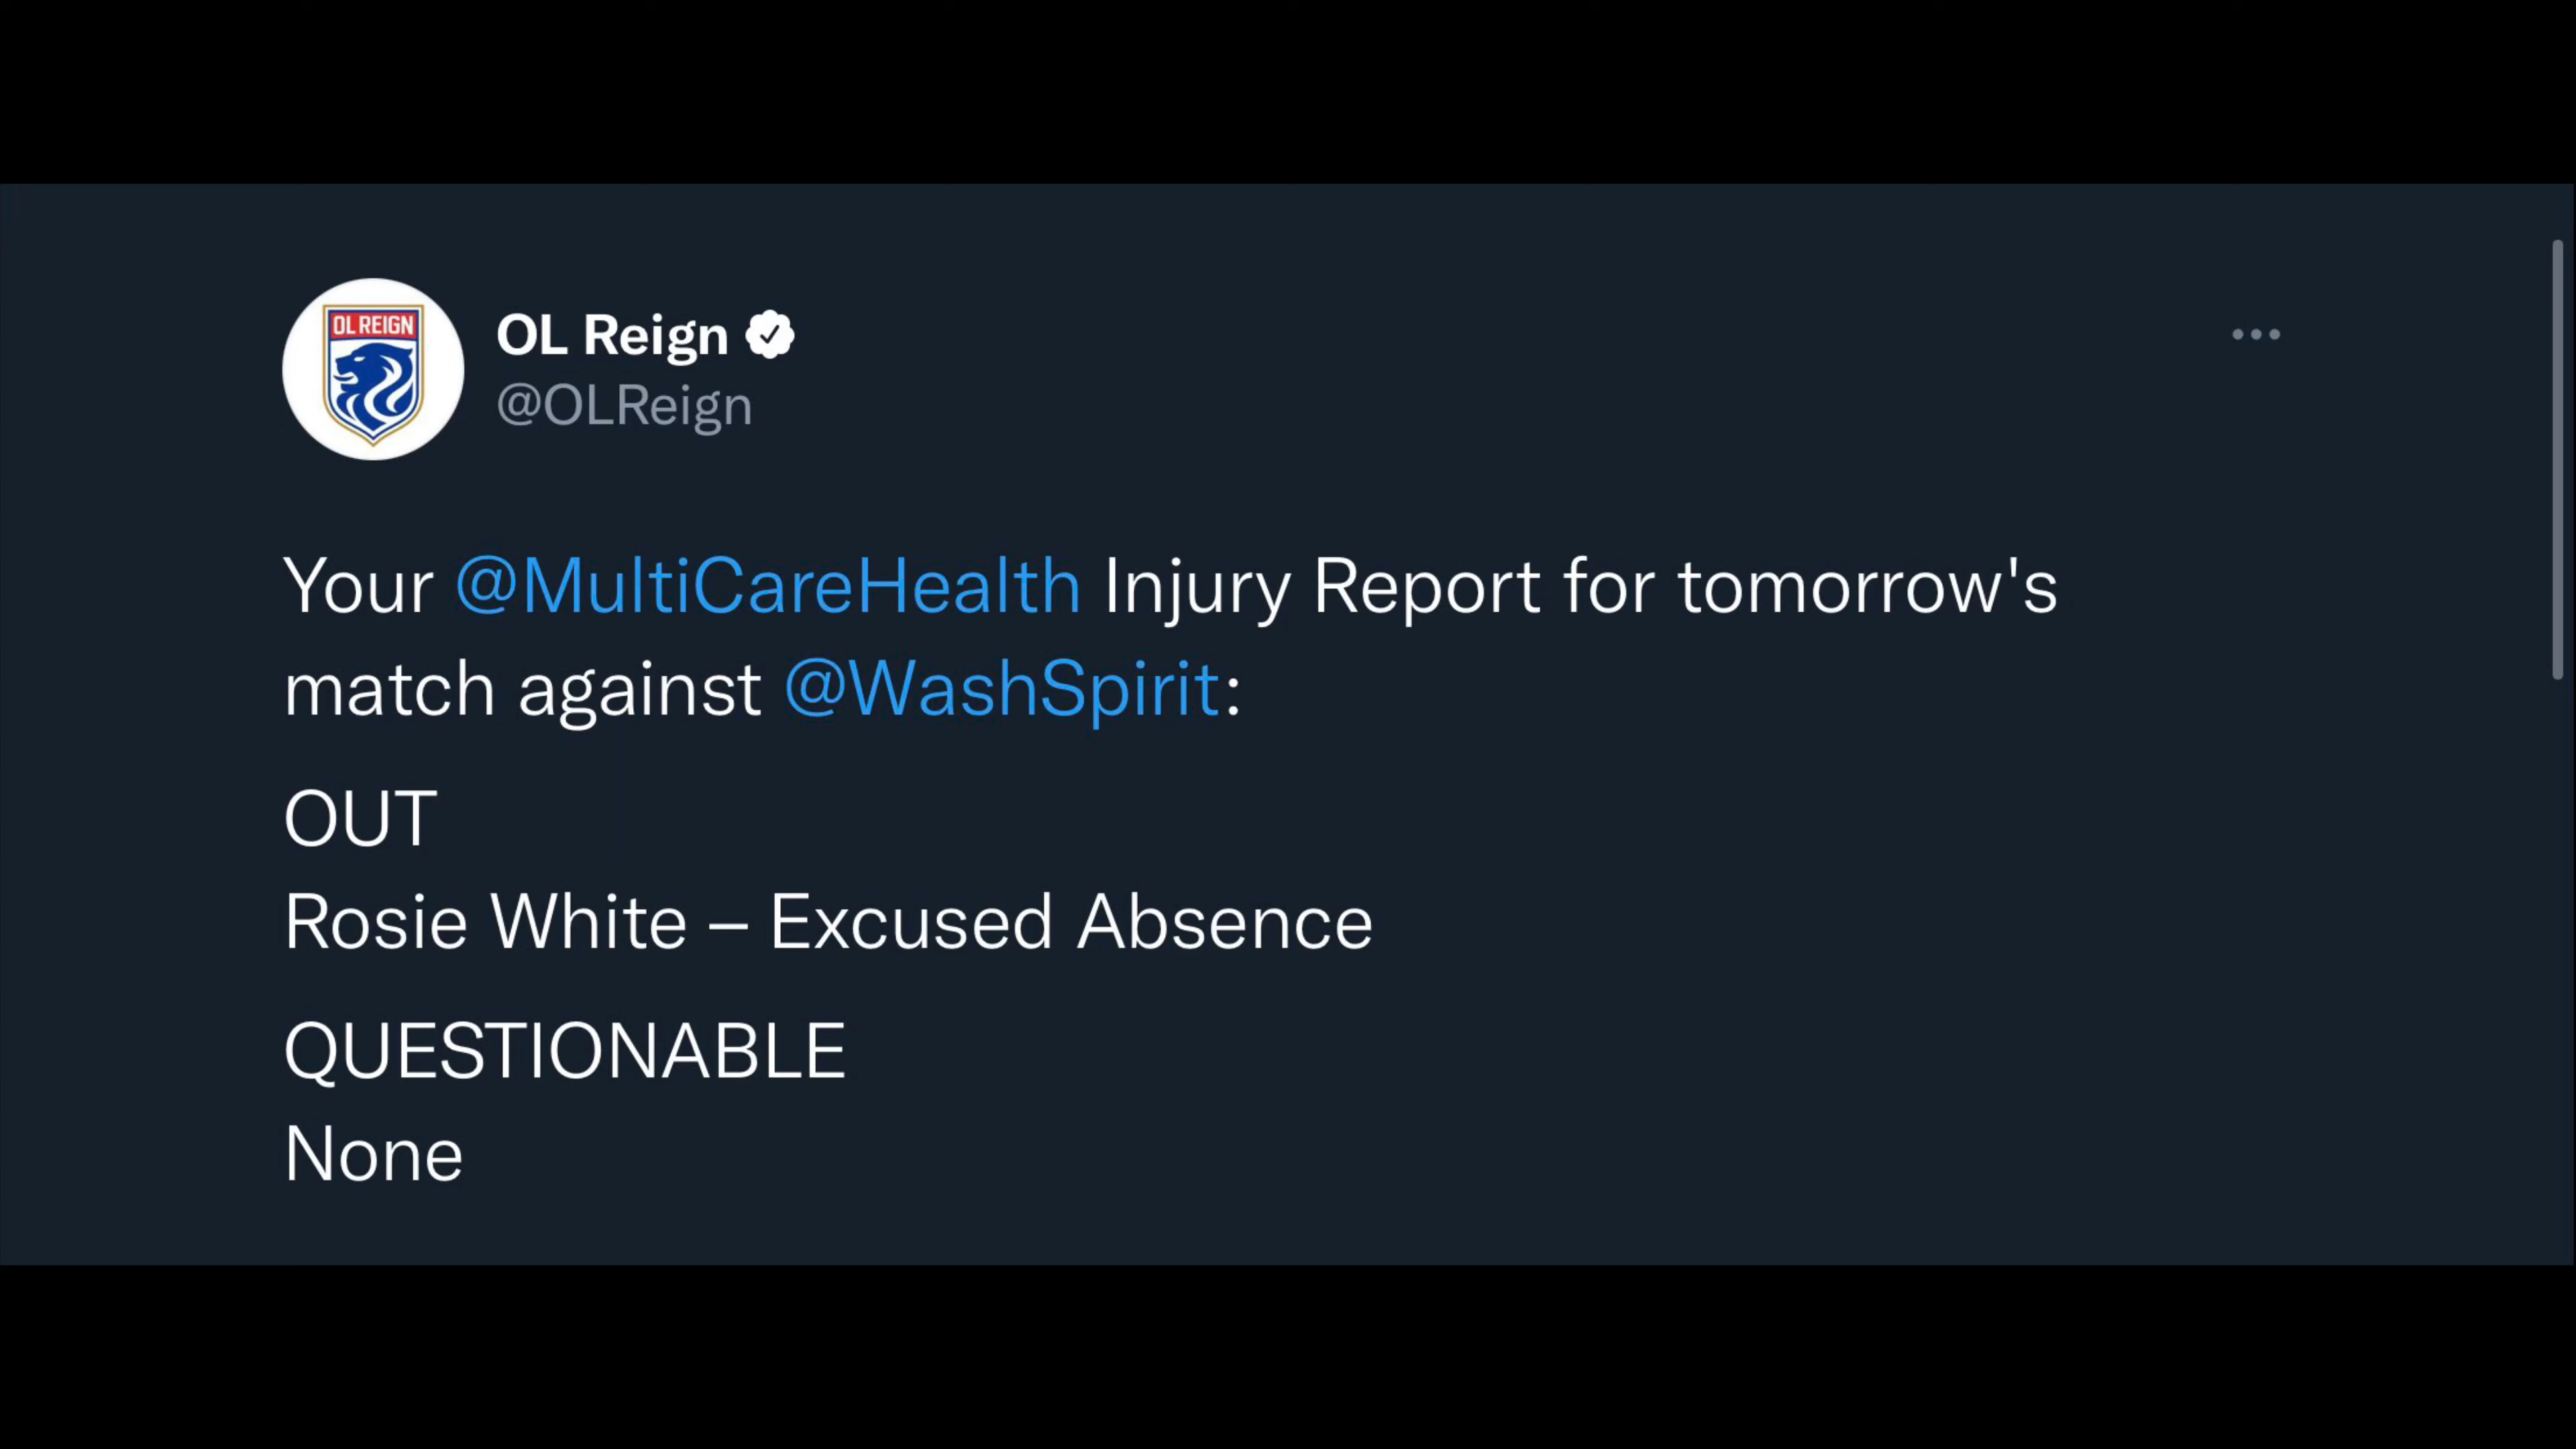 OL REIGN
OL Reign
@OLReign
Your @MultiCareHealth Injury Report for tomorrow's
match against @WashSpirit:
OUT
Rosie White – Excused Absence
QUESTIONABLE
None